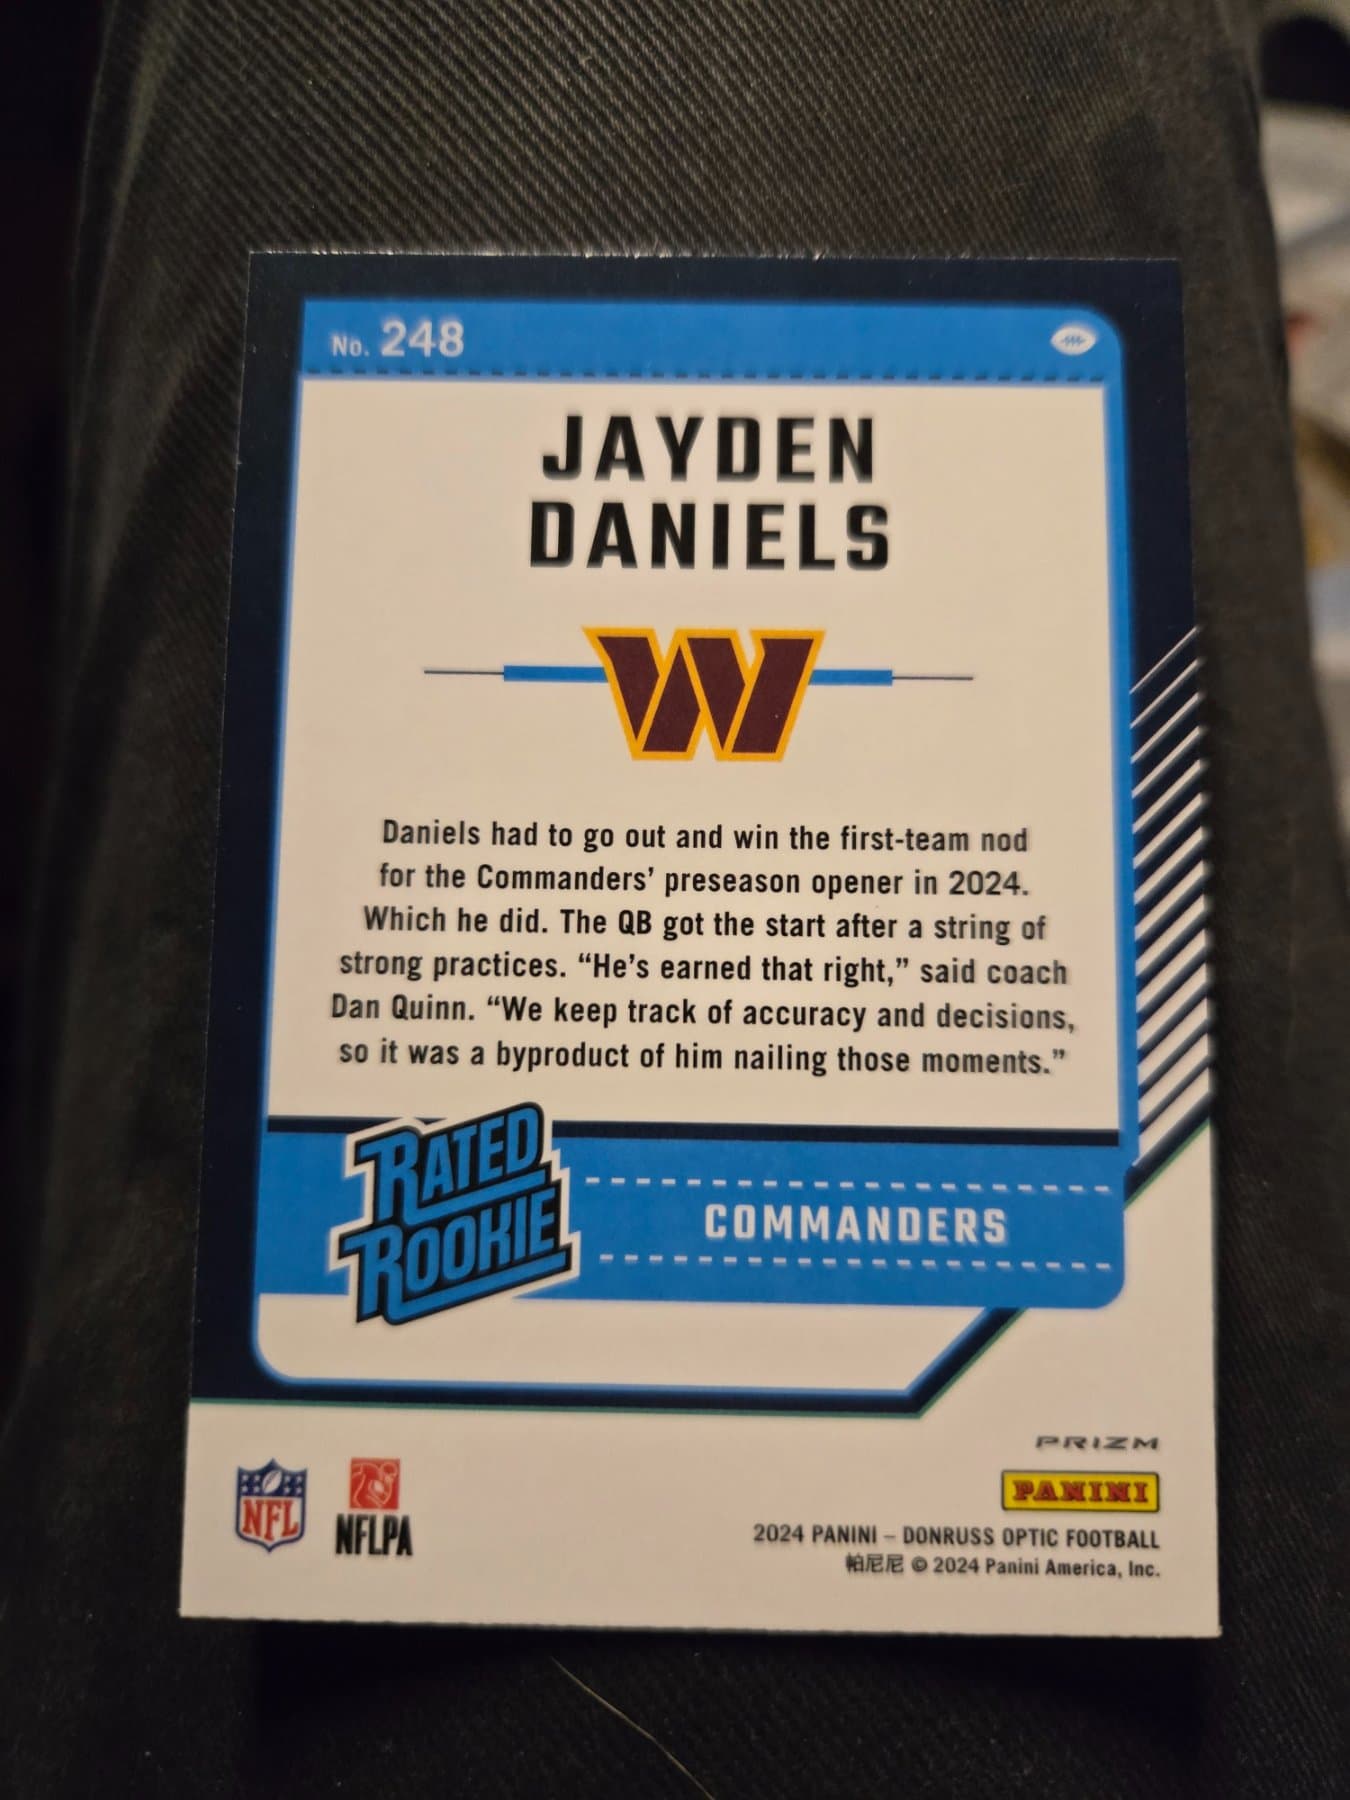 No. 248
JAYDEN
DANIELS
W
Daniels had to go out and win the first-team nod
for the Commanders' preseason opener in 2024.
Which he did. The QB got the start after a string of
strong practices. “He's earned that right,” said coach
Dan Quinn. “We keep track of accuracy and decisions,
so it was a byproduct of him nailing those moments.”
RATED
ROOKIE
COMMANDERS
PRIZM
PANINI
NFL
NFLPA
2024 PANINI – DONRUSS OPTIC FOOTBALL
帕尼尼 © 2024 Panini America, Inc.